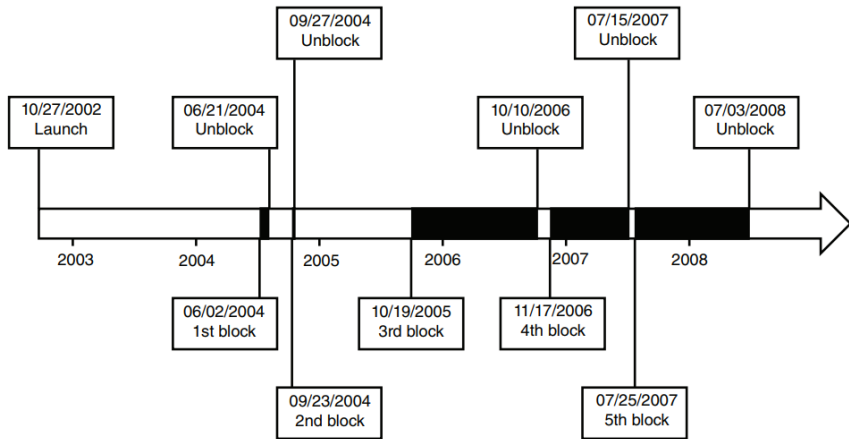 09/27/2004
Unblock
07/15/2007
Unblock
10/27/2002
Launch
06/21/2004
Unblock
10/10/2006
Unblock
07/03/2008
Unblock
2003
2004
2005
2006
2007
2008
06/02/2004
1st block
10/19/2005
3rd block
11/17/2006
4th block
09/23/2004
2nd block
07/25/2007
5th block